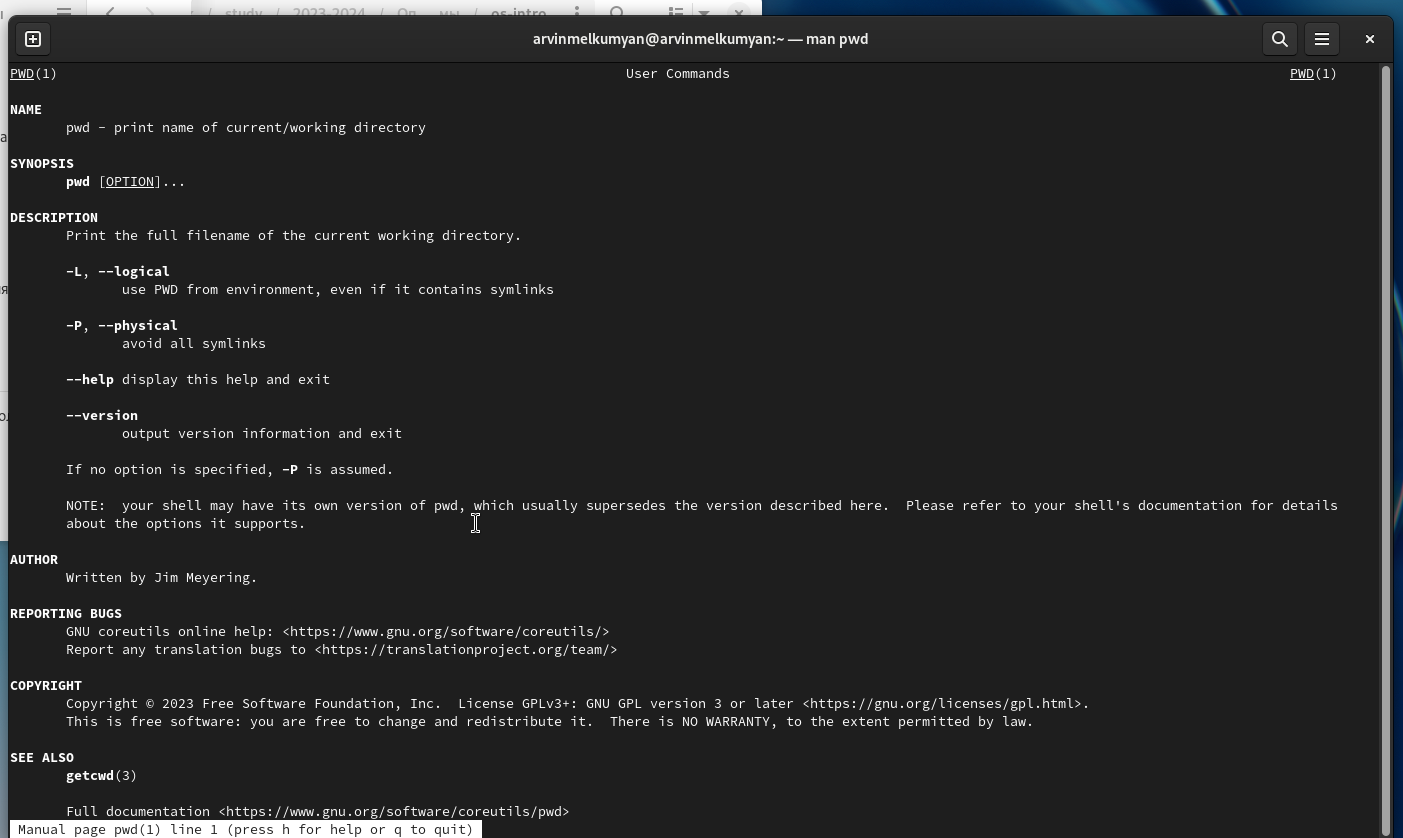 study / 2023-2024 / Оп…мы / os-intro
arvinmelkumyan@arvinmelkumyan:~ — man pwd
PWD(1) User Commands PWD(1)
NAME
pwd - print name of current/working directory
SYNOPSIS
pwd [OPTION]...
DESCRIPTION
Print the full filename of the current working directory.
-L, --logical
use PWD from environment, even if it contains symlinks
-P, --physical
avoid all symlinks
--help display this help and exit
--version
output version information and exit
If no option is specified, -P is assumed.
NOTE:  your shell may have its own version of pwd, which usually supersedes the version described here.  Please refer to your shell's documentation for details
about the options it supports.
AUTHOR
Written by Jim Meyering.
REPORTING BUGS
GNU coreutils online help: <https://www.gnu.org/software/coreutils/>
Report any translation bugs to <https://translationproject.org/team/>
COPYRIGHT
Copyright © 2023 Free Software Foundation, Inc.  License GPLv3+: GNU GPL version 3 or later <https://gnu.org/licenses/gpl.html>.
This is free software: you are free to change and redistribute it.  There is NO WARRANTY, to the extent permitted by law.
SEE ALSO
getcwd(3)
Full documentation <https://www.gnu.org/software/coreutils/pwd>
Manual page pwd(1) line 1 (press h for help or q to quit)